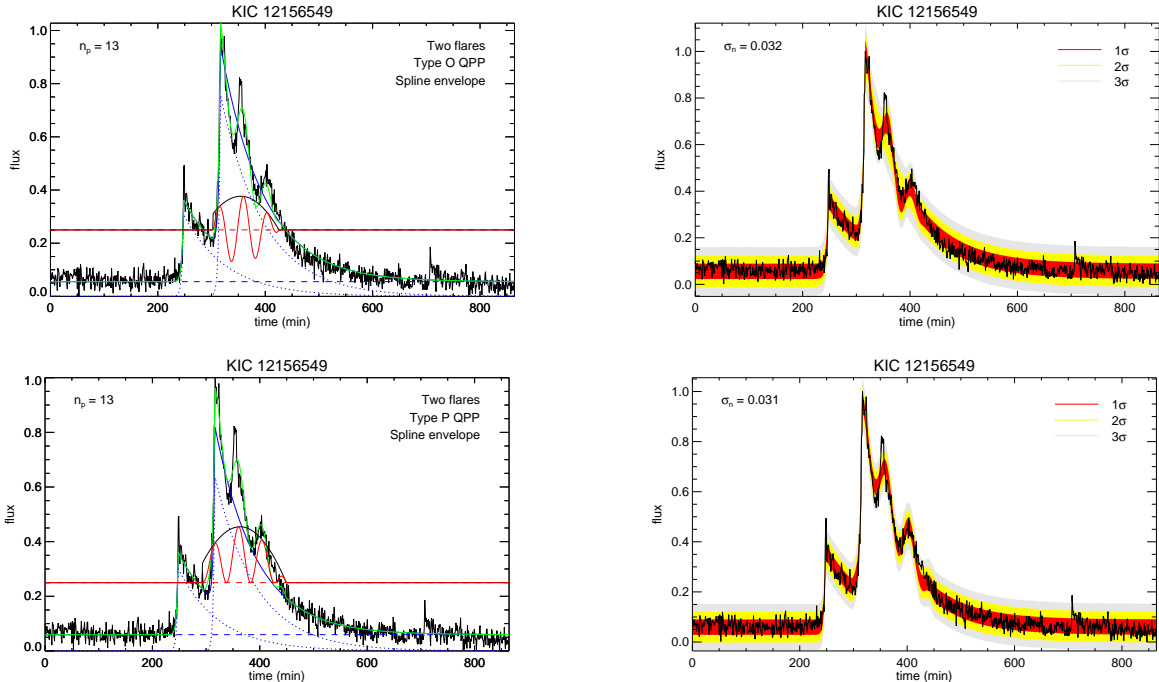 KIC 12156549
n_p = 13
Two flares
Type O QPP
Spline envelope
flux
1.0
0.8
0.6
0.4
0.2
0.0
0 200 400 600 800
time (min)
KIC 12156549
σ_n = 0.032
1σ
2σ
3σ
flux
1.0
0.8
0.6
0.4
0.2
0.0
0 200 400 600 800
time (min)
KIC 12156549
n_p = 13
Two flares
Type P QPP
Spline envelope
flux
1.0
0.8
0.6
0.4
0.2
0.0
0 200 400 600 800
time (min)
KIC 12156549
σ_n = 0.031
1σ
2σ
3σ
flux
1.0
0.8
0.6
0.4
0.2
0.0
0 200 400 600 800
time (min)